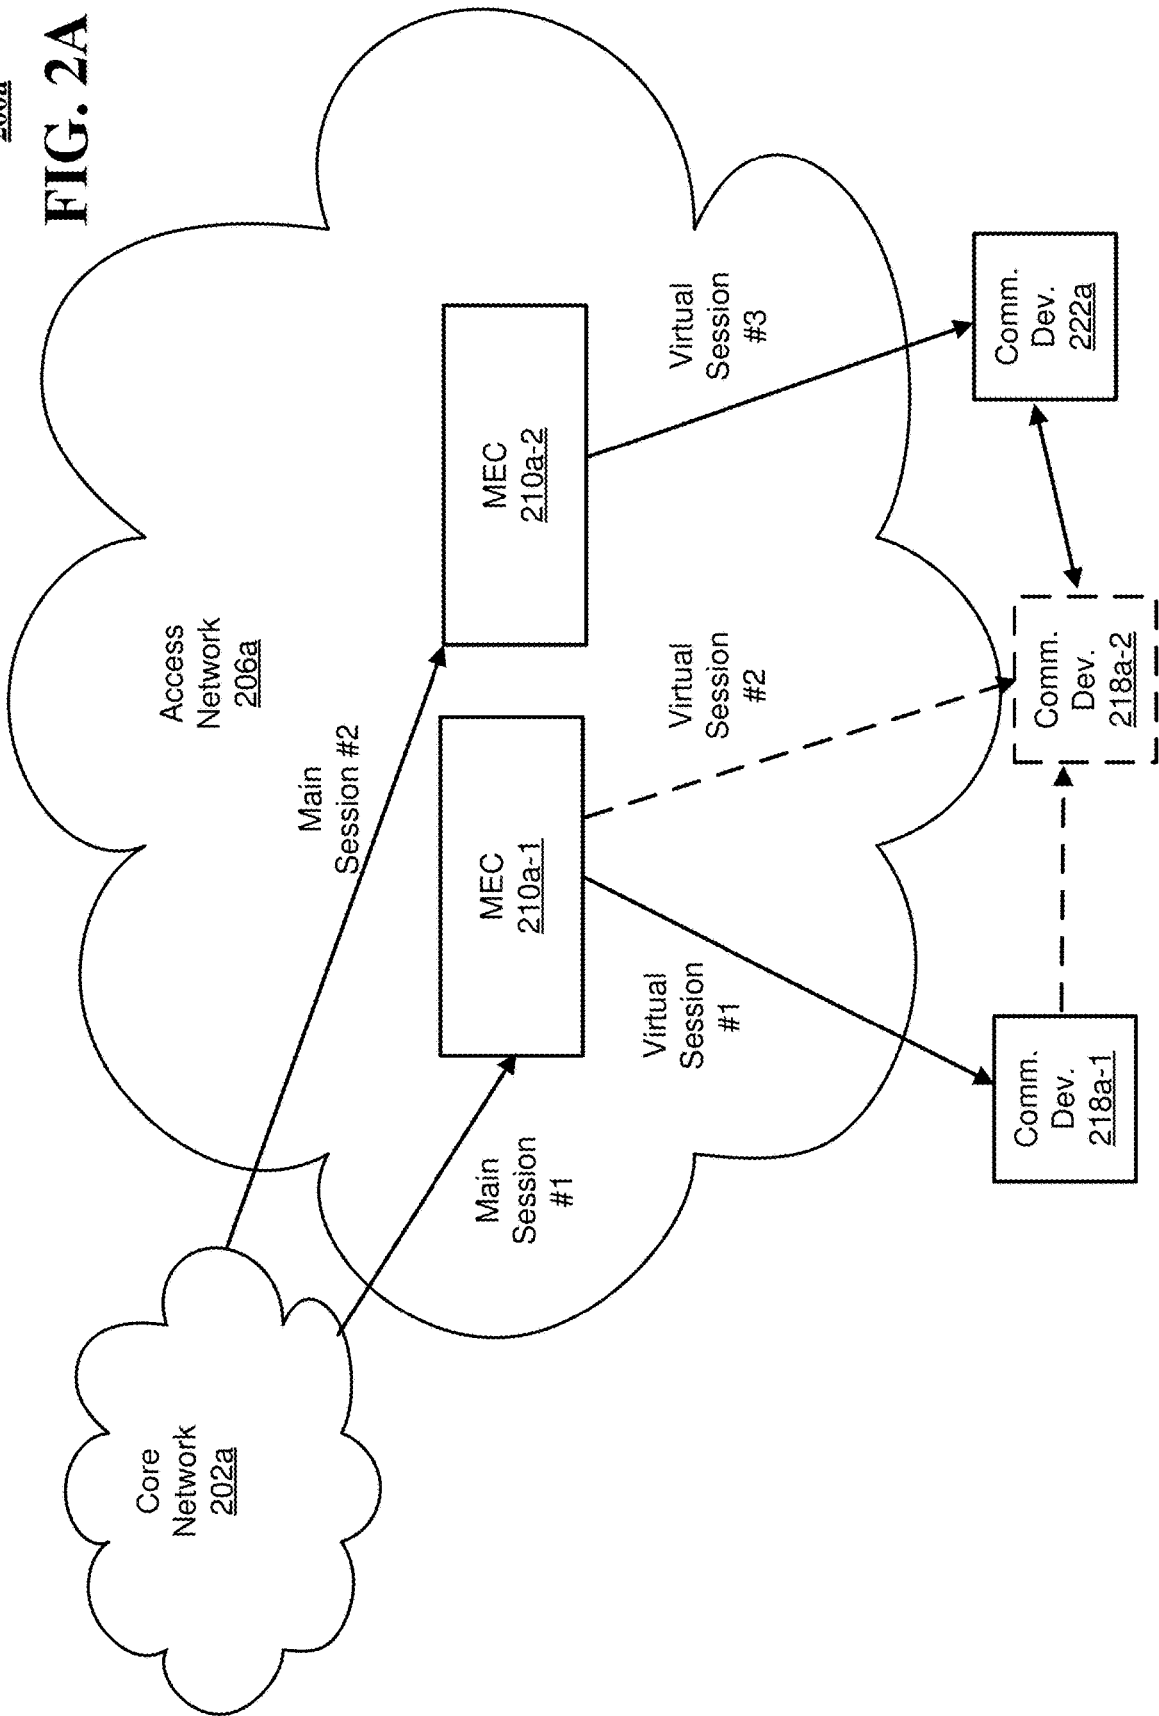 FIG. 2A
Core
Network
202a
Access
Network
206a
Main
Session #2
Main
Session
#1
MEC
210a-1
MEC
210a-2
Virtual
Session
#1
Virtual
Session
#2
Virtual
Session
#3
Comm.
Dev.
218a-1
Comm.
Dev.
218a-2
Comm.
Dev.
222a